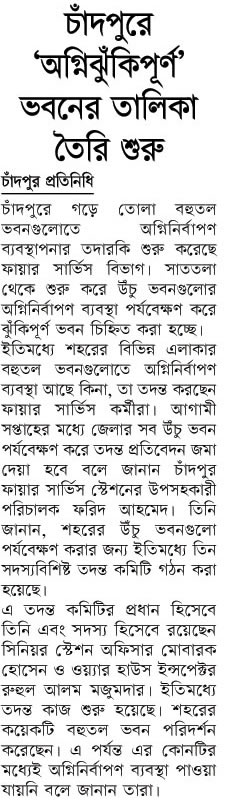 চাঁদপুরে
‘অগ্নিঝুঁকিপূর্ণ’
ভবনের তালিকা
তৈরি শুরু
চাঁদপুর প্রতিনিধি
চাঁদপুরে গড়ে তোলা বহুতল
ভবনগুলোতে অগ্নিনির্বাপণ
ব্যবস্থাপনার তদারকি শুরু করেছে
ফায়ার সার্ভিস বিভাগ। সাততলা
থেকে শুরু করে উঁচু ভবনগুলোর
অগ্নিনির্বাপণ ব্যবস্থা পর্যবেক্ষণ করে
ঝুঁকিপূর্ণ ভবন চিহ্নিত করা হচ্ছে।
ইতিমধ্যে শহরের বিভিন্ন এলাকার
বহুতল ভবনগুলোতে অগ্নিনির্বাপণ
ব্যবস্থা আছে কিনা, তা তদন্ত করছেন
ফায়ার সার্ভিস কর্মীরা। আগামী
সপ্তাহের মধ্যে জেলার সব উঁচু ভবন
পর্যবেক্ষণ করে তদন্ত প্রতিবেদন জমা
দেয়া হবে বলে জানান চাঁদপুর
ফায়ার সার্ভিস স্টেশনের উপসহকারী
পরিচালক ফরিদ আহমেদ। তিনি
জানান, শহরের উঁচু ভবনগুলো
পর্যবেক্ষণ করার জন্য ইতিমধ্যে তিন
সদস্যবিশিষ্ট তদন্ত কমিটি গঠন করা
হয়েছে।
এ তদন্ত কমিটির প্রধান হিসেবে
তিনি এবং সদস্য হিসেবে রয়েছেন
সিনিয়র স্টেশন অফিসার মোবারক
হোসেন ও ওয়্যার হাউস ইন্সপেক্টর
রুহুল আলম মজুমদার। ইতিমধ্যে
তদন্ত কাজ শুরু হয়েছে। শহরের
কয়েকটি বহুতল ভবন পরিদর্শন
করেছেন। এ পর্যন্ত এর কোনটির
মধ্যেই অগ্নিনির্বাপণ ব্যবস্থা পাওয়া
যায়নি বলে জানান তারা।